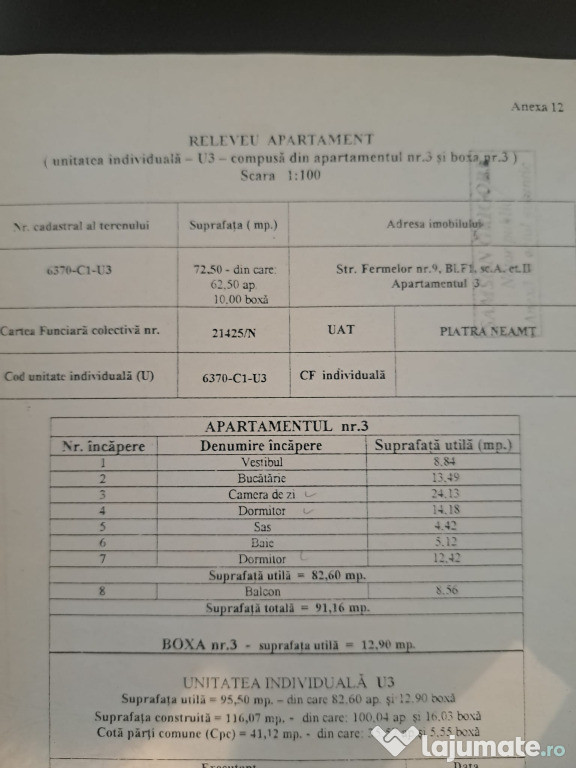 Anexa 12
RELEVEU APARTAMENT
( unitatea individuală – U3 – compusă din apartamentul nr.3 și boxa nr.3 )
Scara 1:100
Nr. cadastral al terenului Suprafața ( mp.) Adresa imobilului
6370-C1-U3 72.50 - din care: Str. Fermelor nr.9, Bl.F1, sc.A, et.II
62,50 ap Apartamentul 3
10,00 boxă
Cartea Funciară colectivă nr. 21425/N UAT PIATRA NEAMȚ
Cod unitate individuală (U) 6370-C1-U3 CF individuală
APARTAMENTUL nr.3
Nr. încăpere Denumire încăpere Suprafață utilă (mp.)
1 Vestibul 8.84
2 Bucătărie 13.49
3 Camera de zi 24.13
4 Dormitor 14.18
5 Sas 4.42
6 Baie 5.12
7 Dormitor 12.42
Suprafață utilă = 82,60 mp.
8 Balcon 8.56
Suprafață totală = 91,16 mp.
BOXA nr.3 - suprafața utilă = 12,90 mp.
UNITATEA INDIVIDUALĂ U3
Suprafața utilă = 95,50 mp. – din care 82.60 ap. și 12.90 boxă
Suprafața construită = 116,07 mp. - din care: 100,04 ap. și 16,03 boxă
Cotă părți comune (Cpc) = 41,12 mp. - din care: ap. și 5,55 boxă
lajumate.ro
Executant